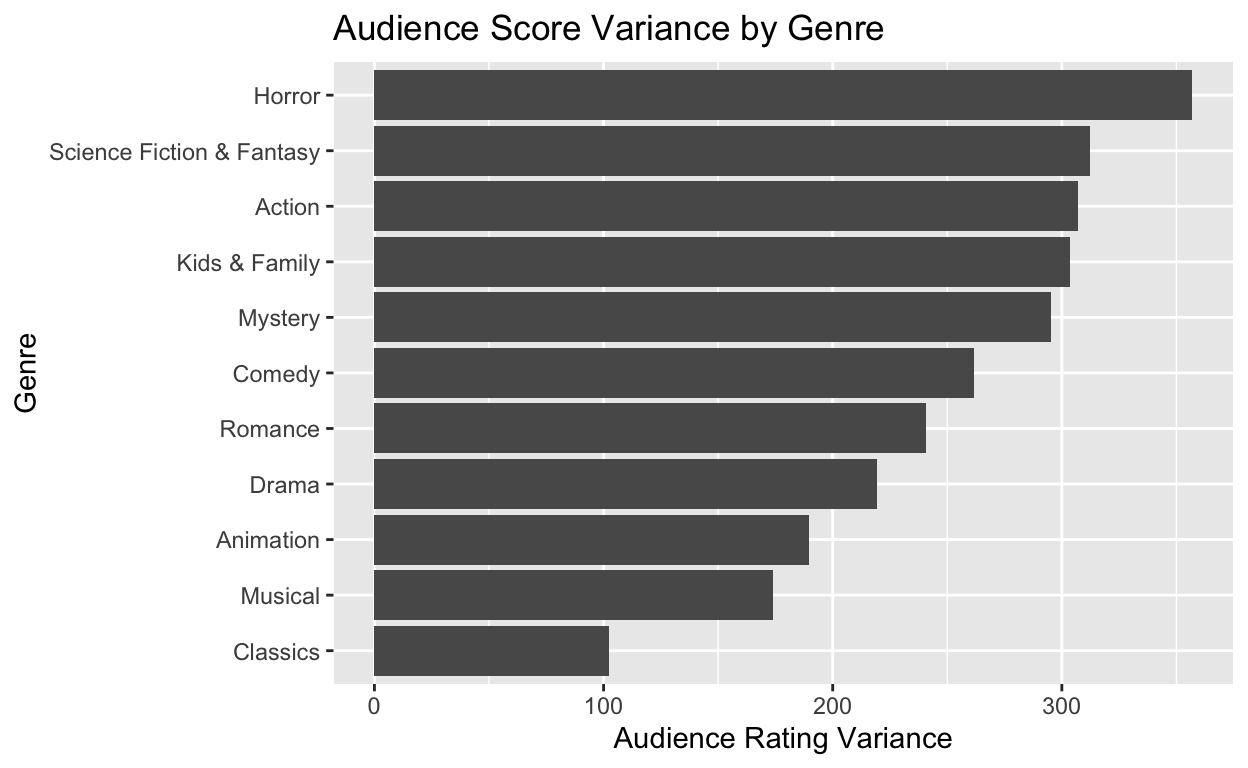 Audience Score Variance by Genre
Horror
Science Fiction & Fantasy
Action
Kids & Family
Mystery
Comedy
Romance
Drama
Animation
Musical
Classics
Genre
0 100 200 300
Audience Rating Variance